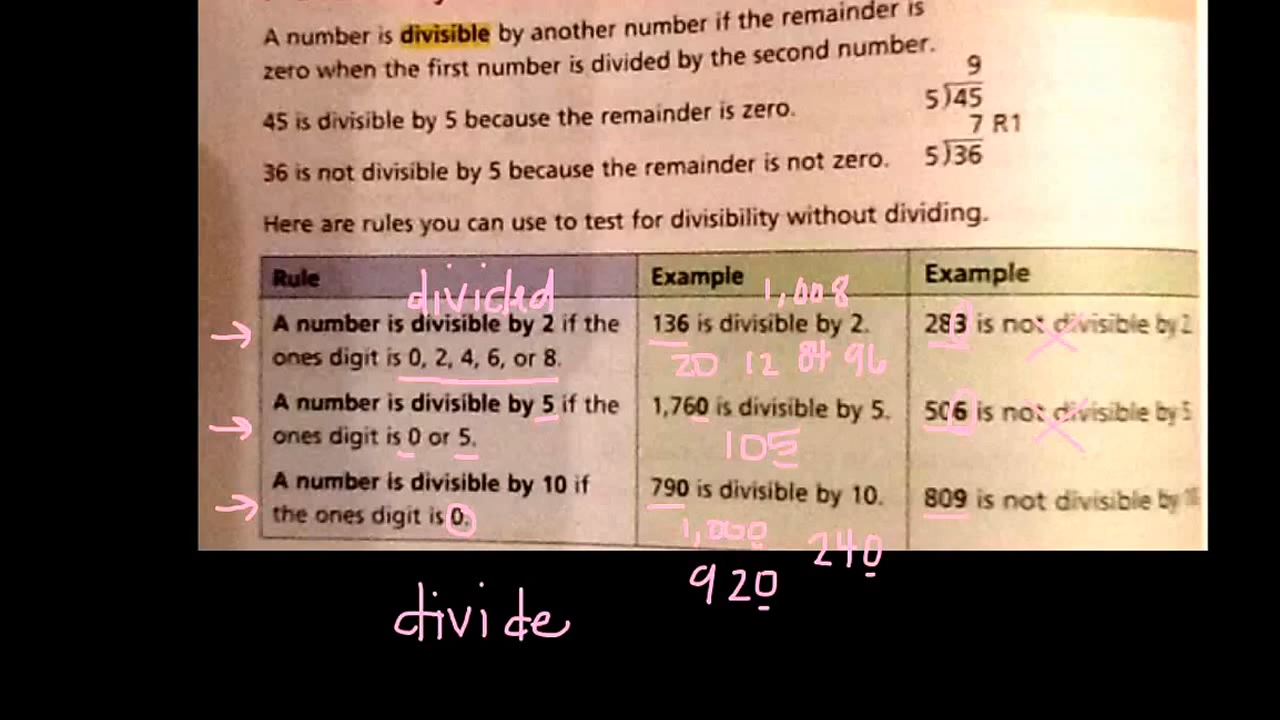 A number is divisible by another number if the remainder is
zero when the first number is divided by the second number.
9
5)45
45 is divisible by 5 because the remainder is zero.
7 R1
5)36
36 is not divisible by 5 because the remainder is not zero.
Here are rules you can use to test for divisibility without dividing.
Rule
divided
Example
1,008
Example
A number is divisible by 2 if the
ones digit is 0, 2, 4, 6, or 8.
136 is divisible by 2.
20 12 84 96
283 is not divisible by 2
A number is divisible by 5 if the
ones digit is 0 or 5.
1,760 is divisible by 5.
105
506 is not divisible by 5
A number is divisible by 10 if
the ones digit is 0.
790 is divisible by 10.
1,000
240
920
809 is not divisible by
divide